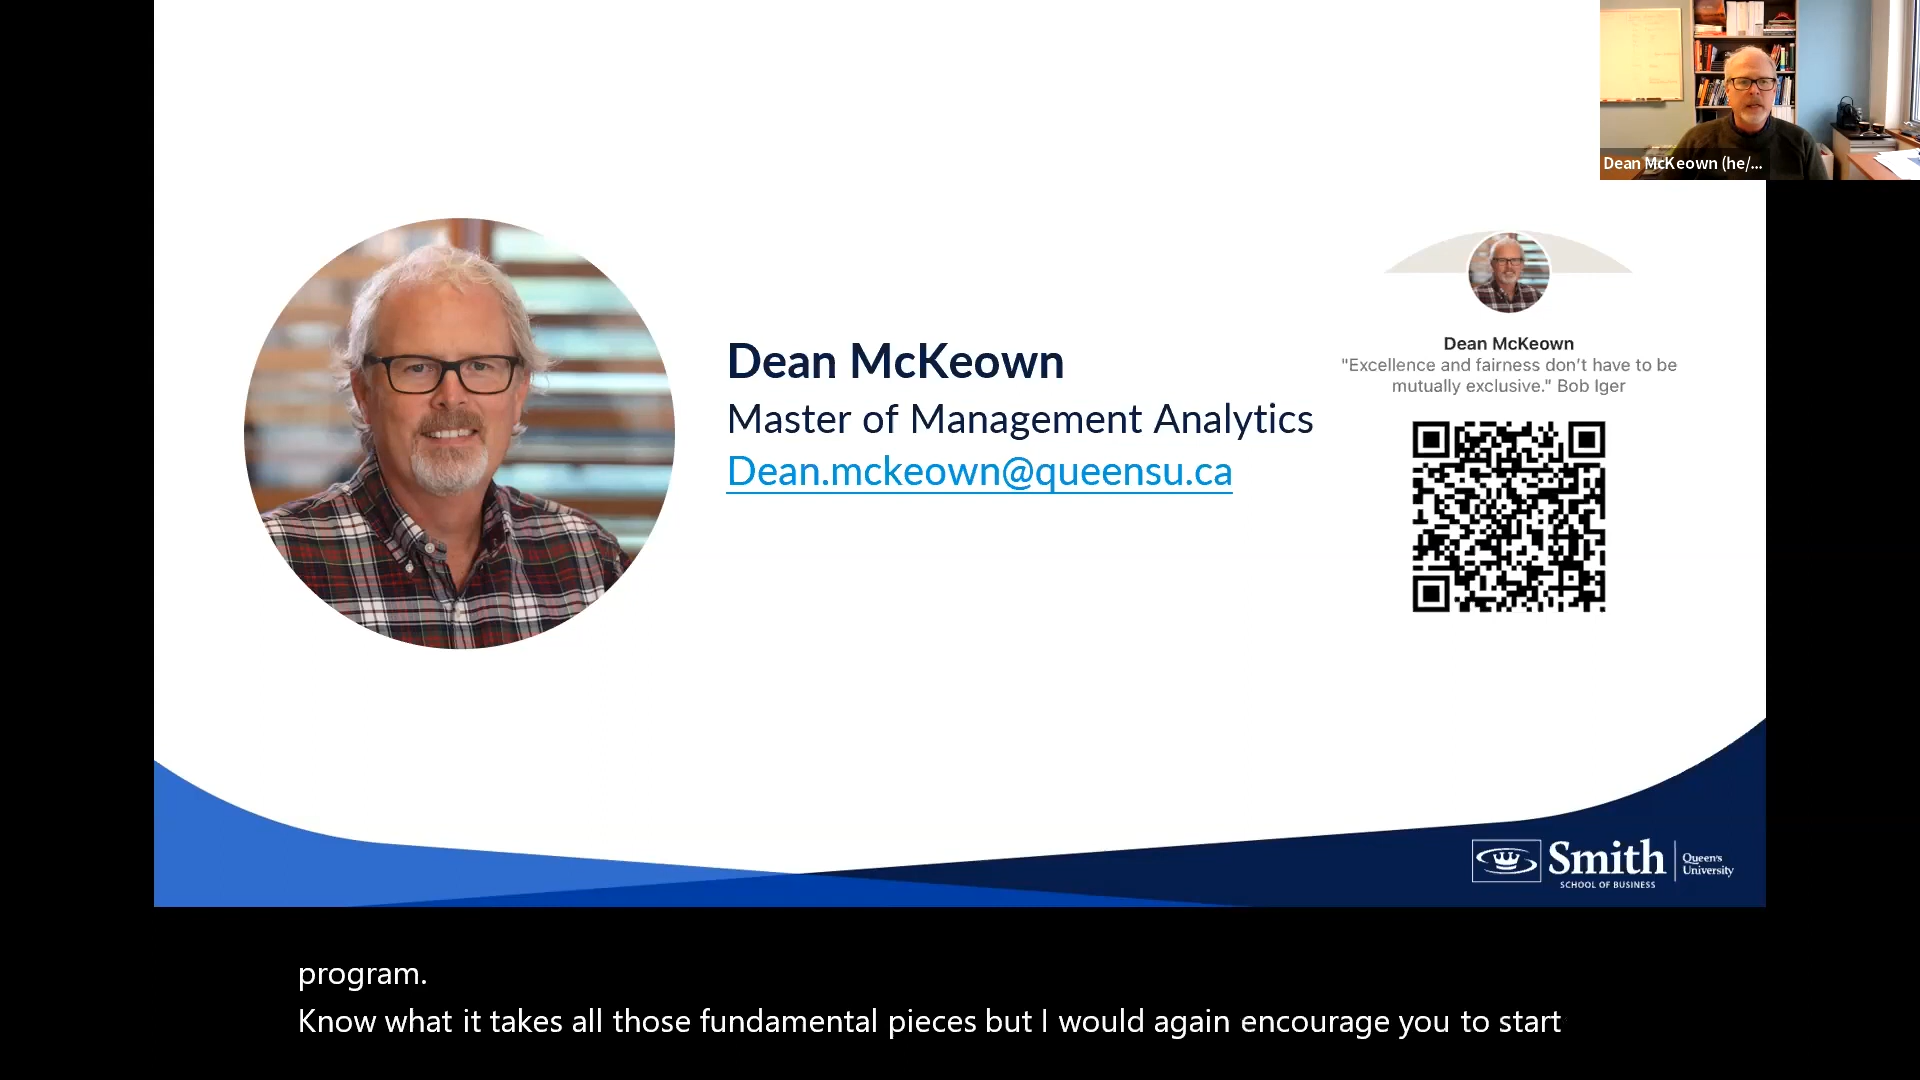 Dean McKeown (he/...
Dean McKeown
Master of Management Analytics
Dean.mckeown@queensu.ca
Dean McKeown
"Excellence and fairness don’t have to be
mutually exclusive." Bob Iger
Smith
SCHOOL OF BUSINESS
Queen's
University
program.
Know what it takes all those fundamental pieces but I would again encourage you to start